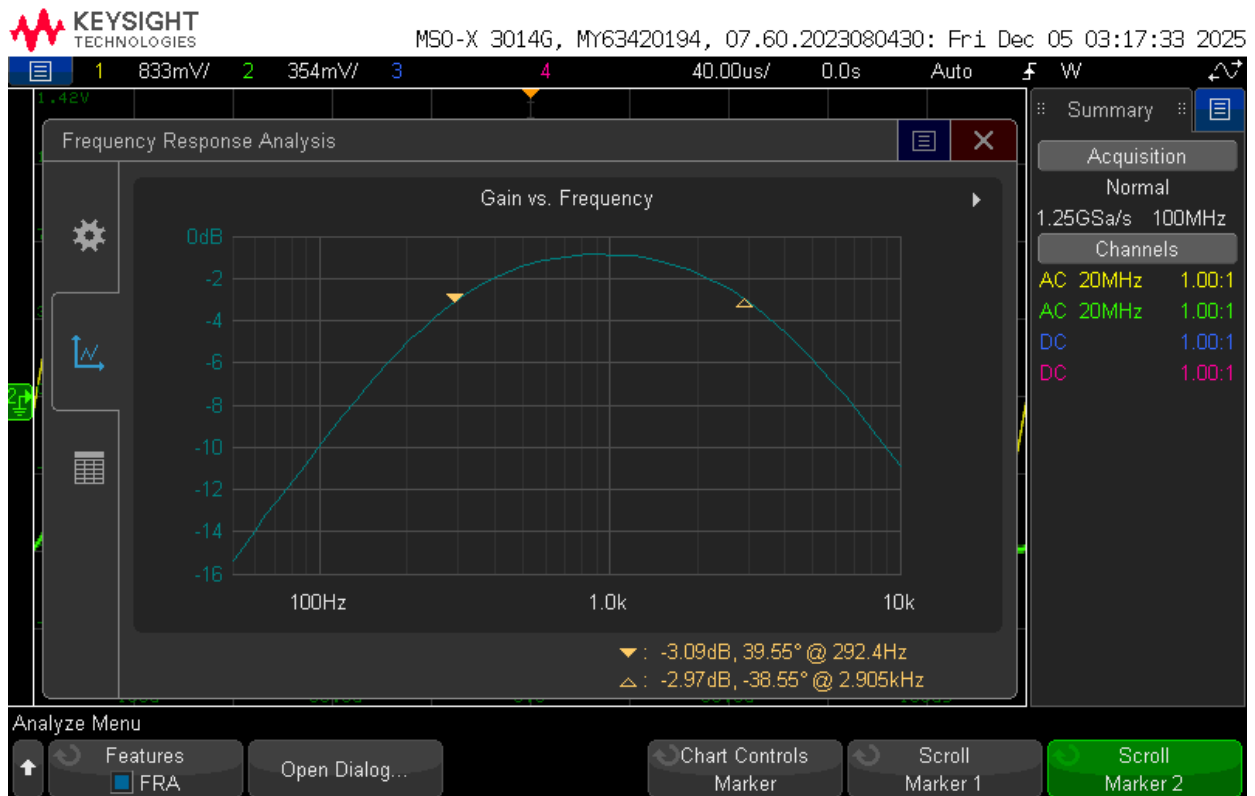 KEYSIGHT
TECHNOLOGIES
MSO-X 3014G, MY63420194, 07.60.2023080430: Fri Dec 05 03:17:33 2025
1 833mV/ 2 354mV/ 3 4 40.00us/ 0.0s Auto W
1.42V
Summary
Frequency Response Analysis
Acquisition
Normal
1.25GSa/s 100MHz
Channels
AC 20MHz 1.00:1
AC 20MHz 1.00:1
DC 1.00:1
DC 1.00:1
Gain vs. Frequency
0dB
-2
-4
-6
-8
-10
-12
-14
-16
100Hz 1.0k 10k
2
: -3.09dB, 39.55° @ 292.4Hz
: -2.97dB, -38.55° @ 2.905kHz
Analyze Menu
Features
FRA
Open Dialog...
Chart Controls
Marker
Scroll
Marker 1
Scroll
Marker 2